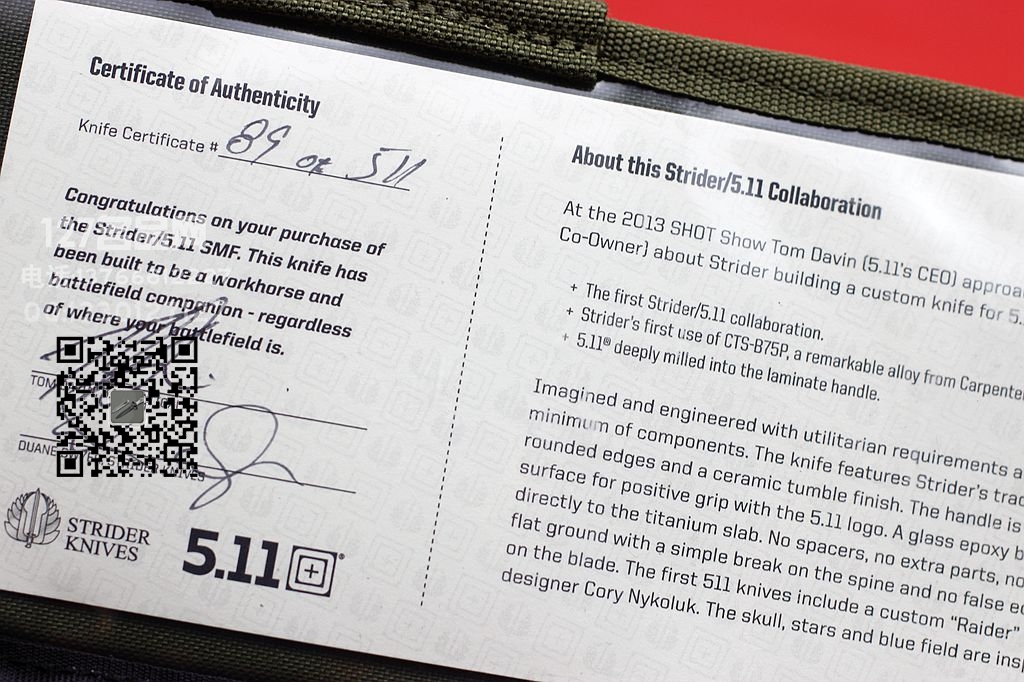 Certificate of Authenticity
Knife Certificate # 89 of 511
Congratulations on your purchase of
the Strider/5.11 SMF. This knife has
been built to be a workhorse and
battlefield companion - regardless
of where your battlefield is.
TOM
DUANE
KNIVES
STRIDER
KNIVES
5.11
About this Strider/5.11 Collaboration
At the 2013 SHOT Show Tom Davin (5.11's CEO)
Co-Owner) about Strider building a custom knife for 5.
+ The first Strider/5.11 collaboration.
+ Strider's first use of CTS-B75P, a remarkable alloy from Carpenter
+ 5.11® deeply milled into the laminate handle.
Imagined and engineered with utilitarian requirements a
minimum of components. The knife features Strider's
rounded edges and a ceramic tumble finish. The handle is
surface for positive grip with the 5.11 logo. A glass epoxy
directly to the titanium slab. No spacers, no extra parts, no
flat ground with a simple break on the spine and no false
on the blade. The first 511 knives include a custom "Raider"
designer Cory Nykoluk. The skull, stars and blue field are